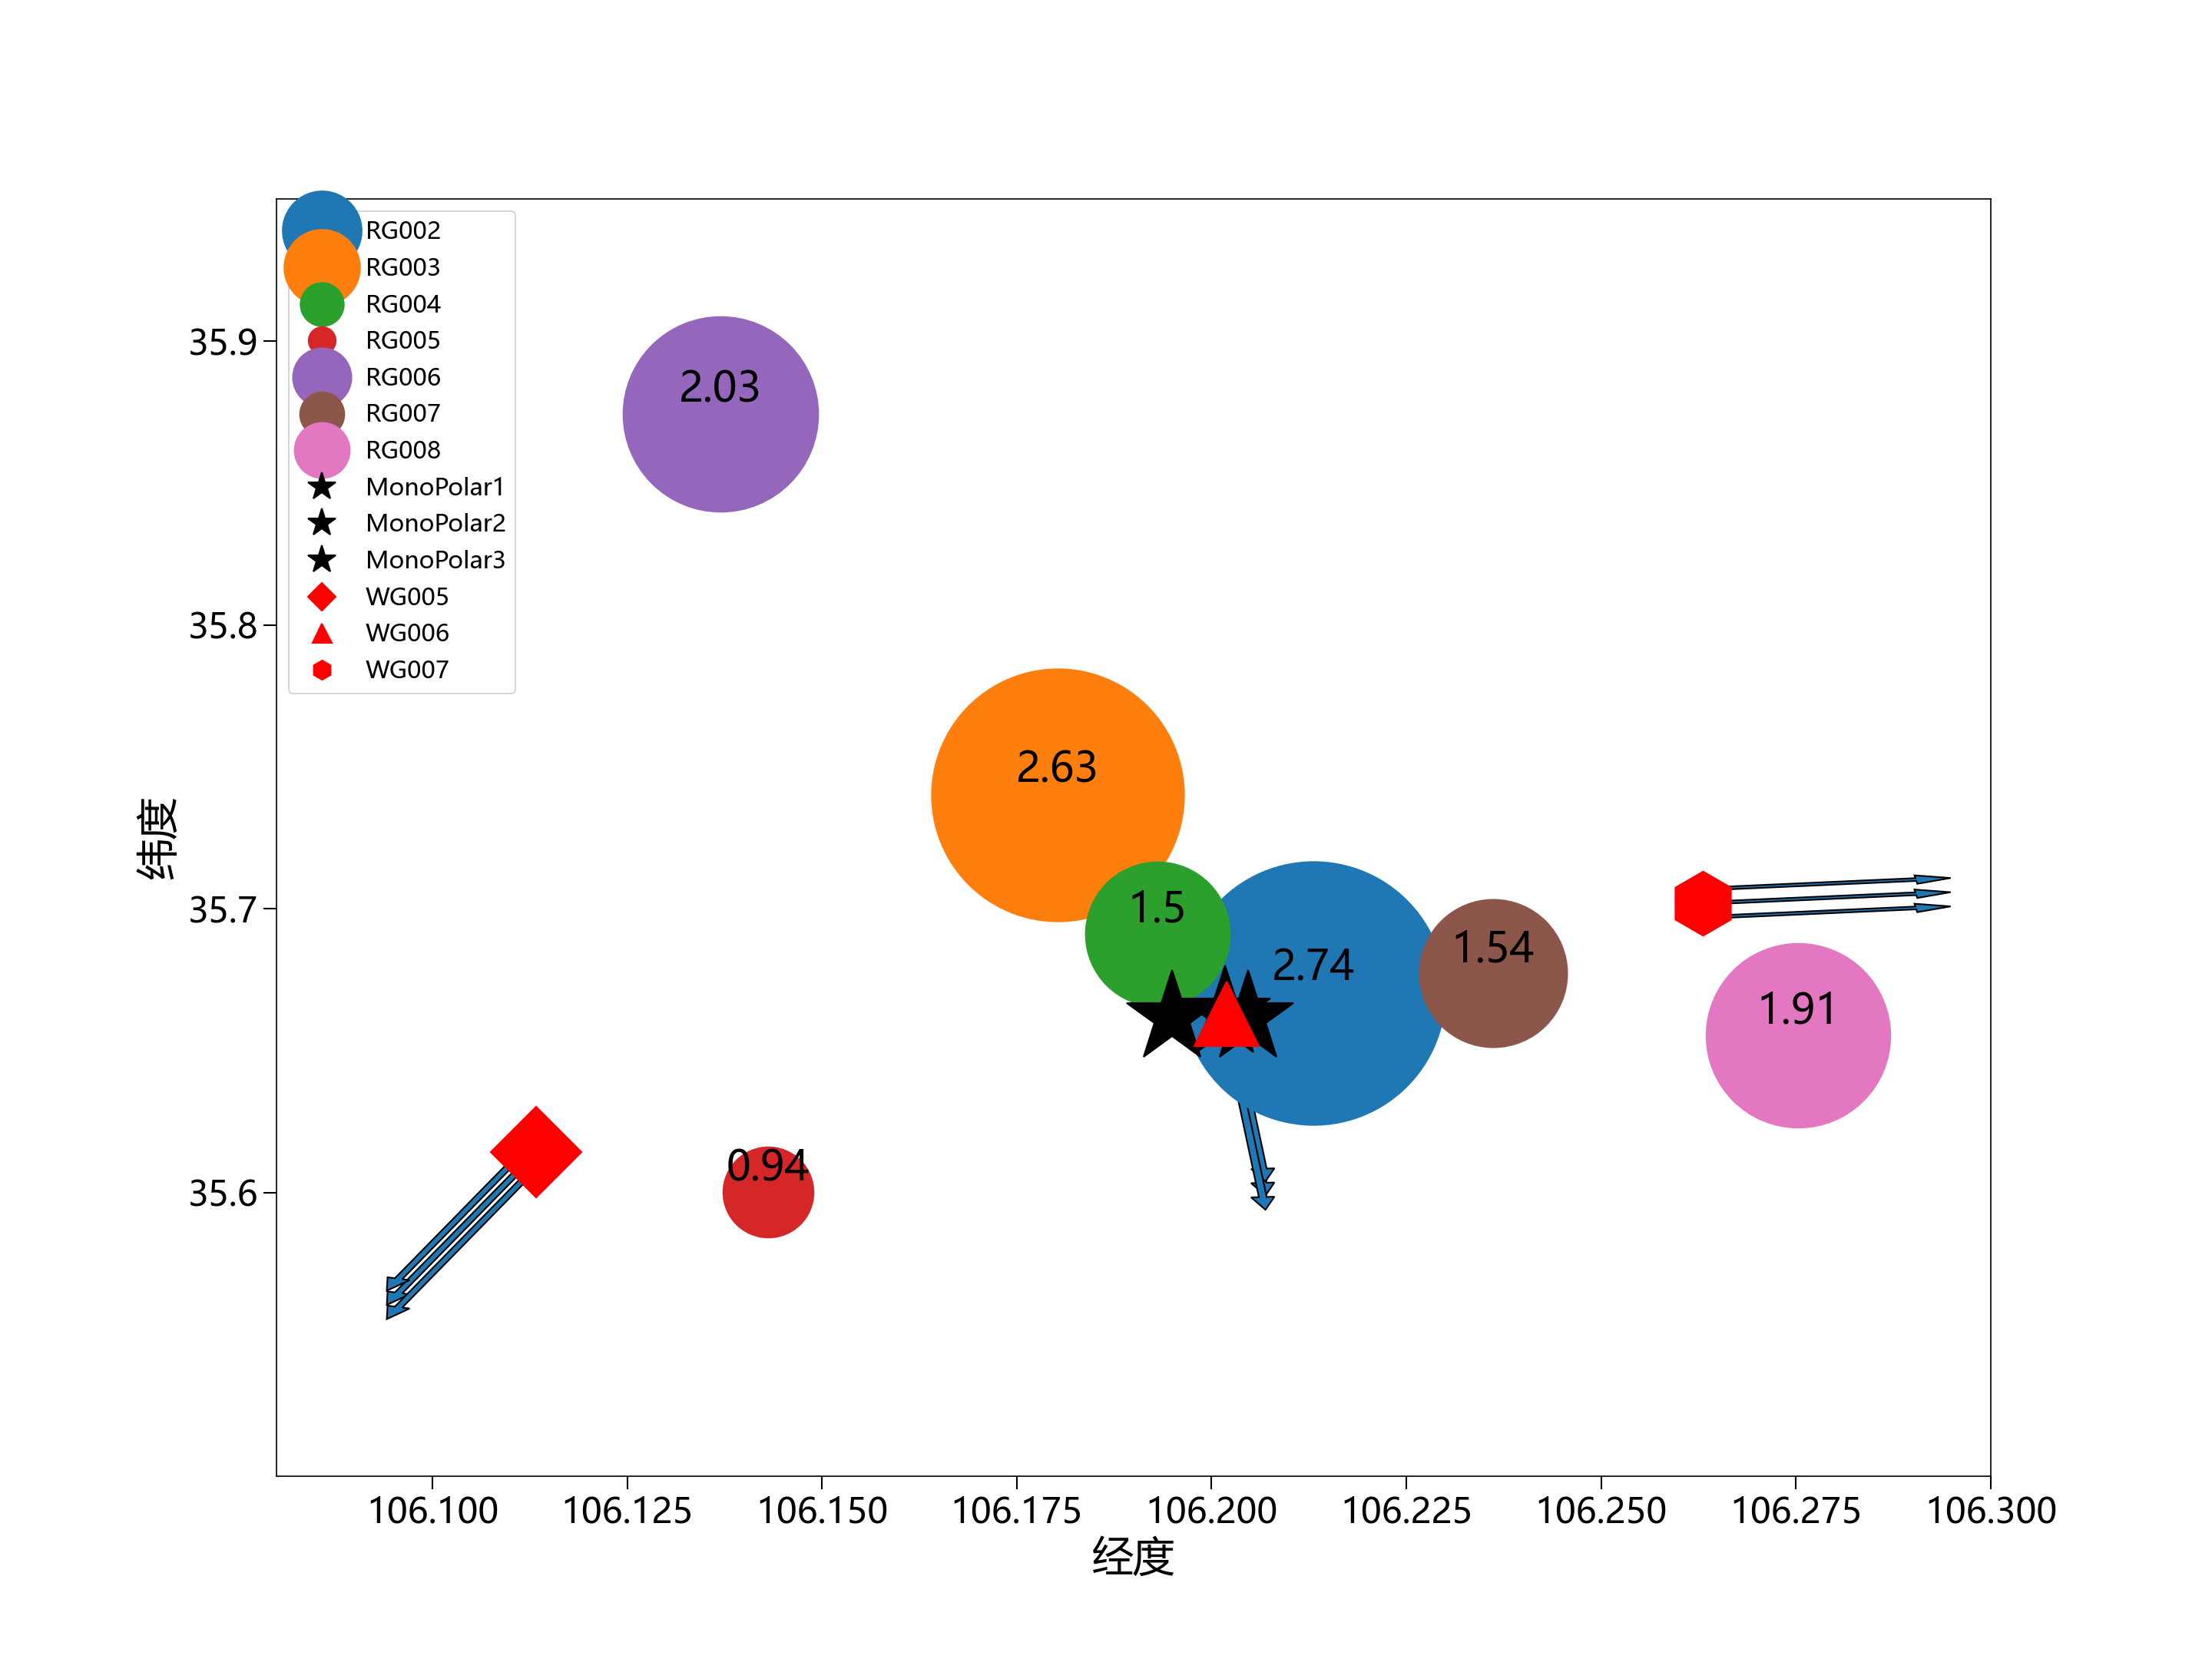 RG002
RG003
RG004
RG005
RG006
RG007
RG008
MonoPolar1
MonoPolar2
MonoPolar3
WG005
WG006
WG007
2.03
2.63
1.5
2.74
1.54
1.91
0.94
35.9
35.8
35.7
35.6
纬度
106.100
106.125
106.150
106.175
106.200
106.225
106.250
106.275
106.300
经度